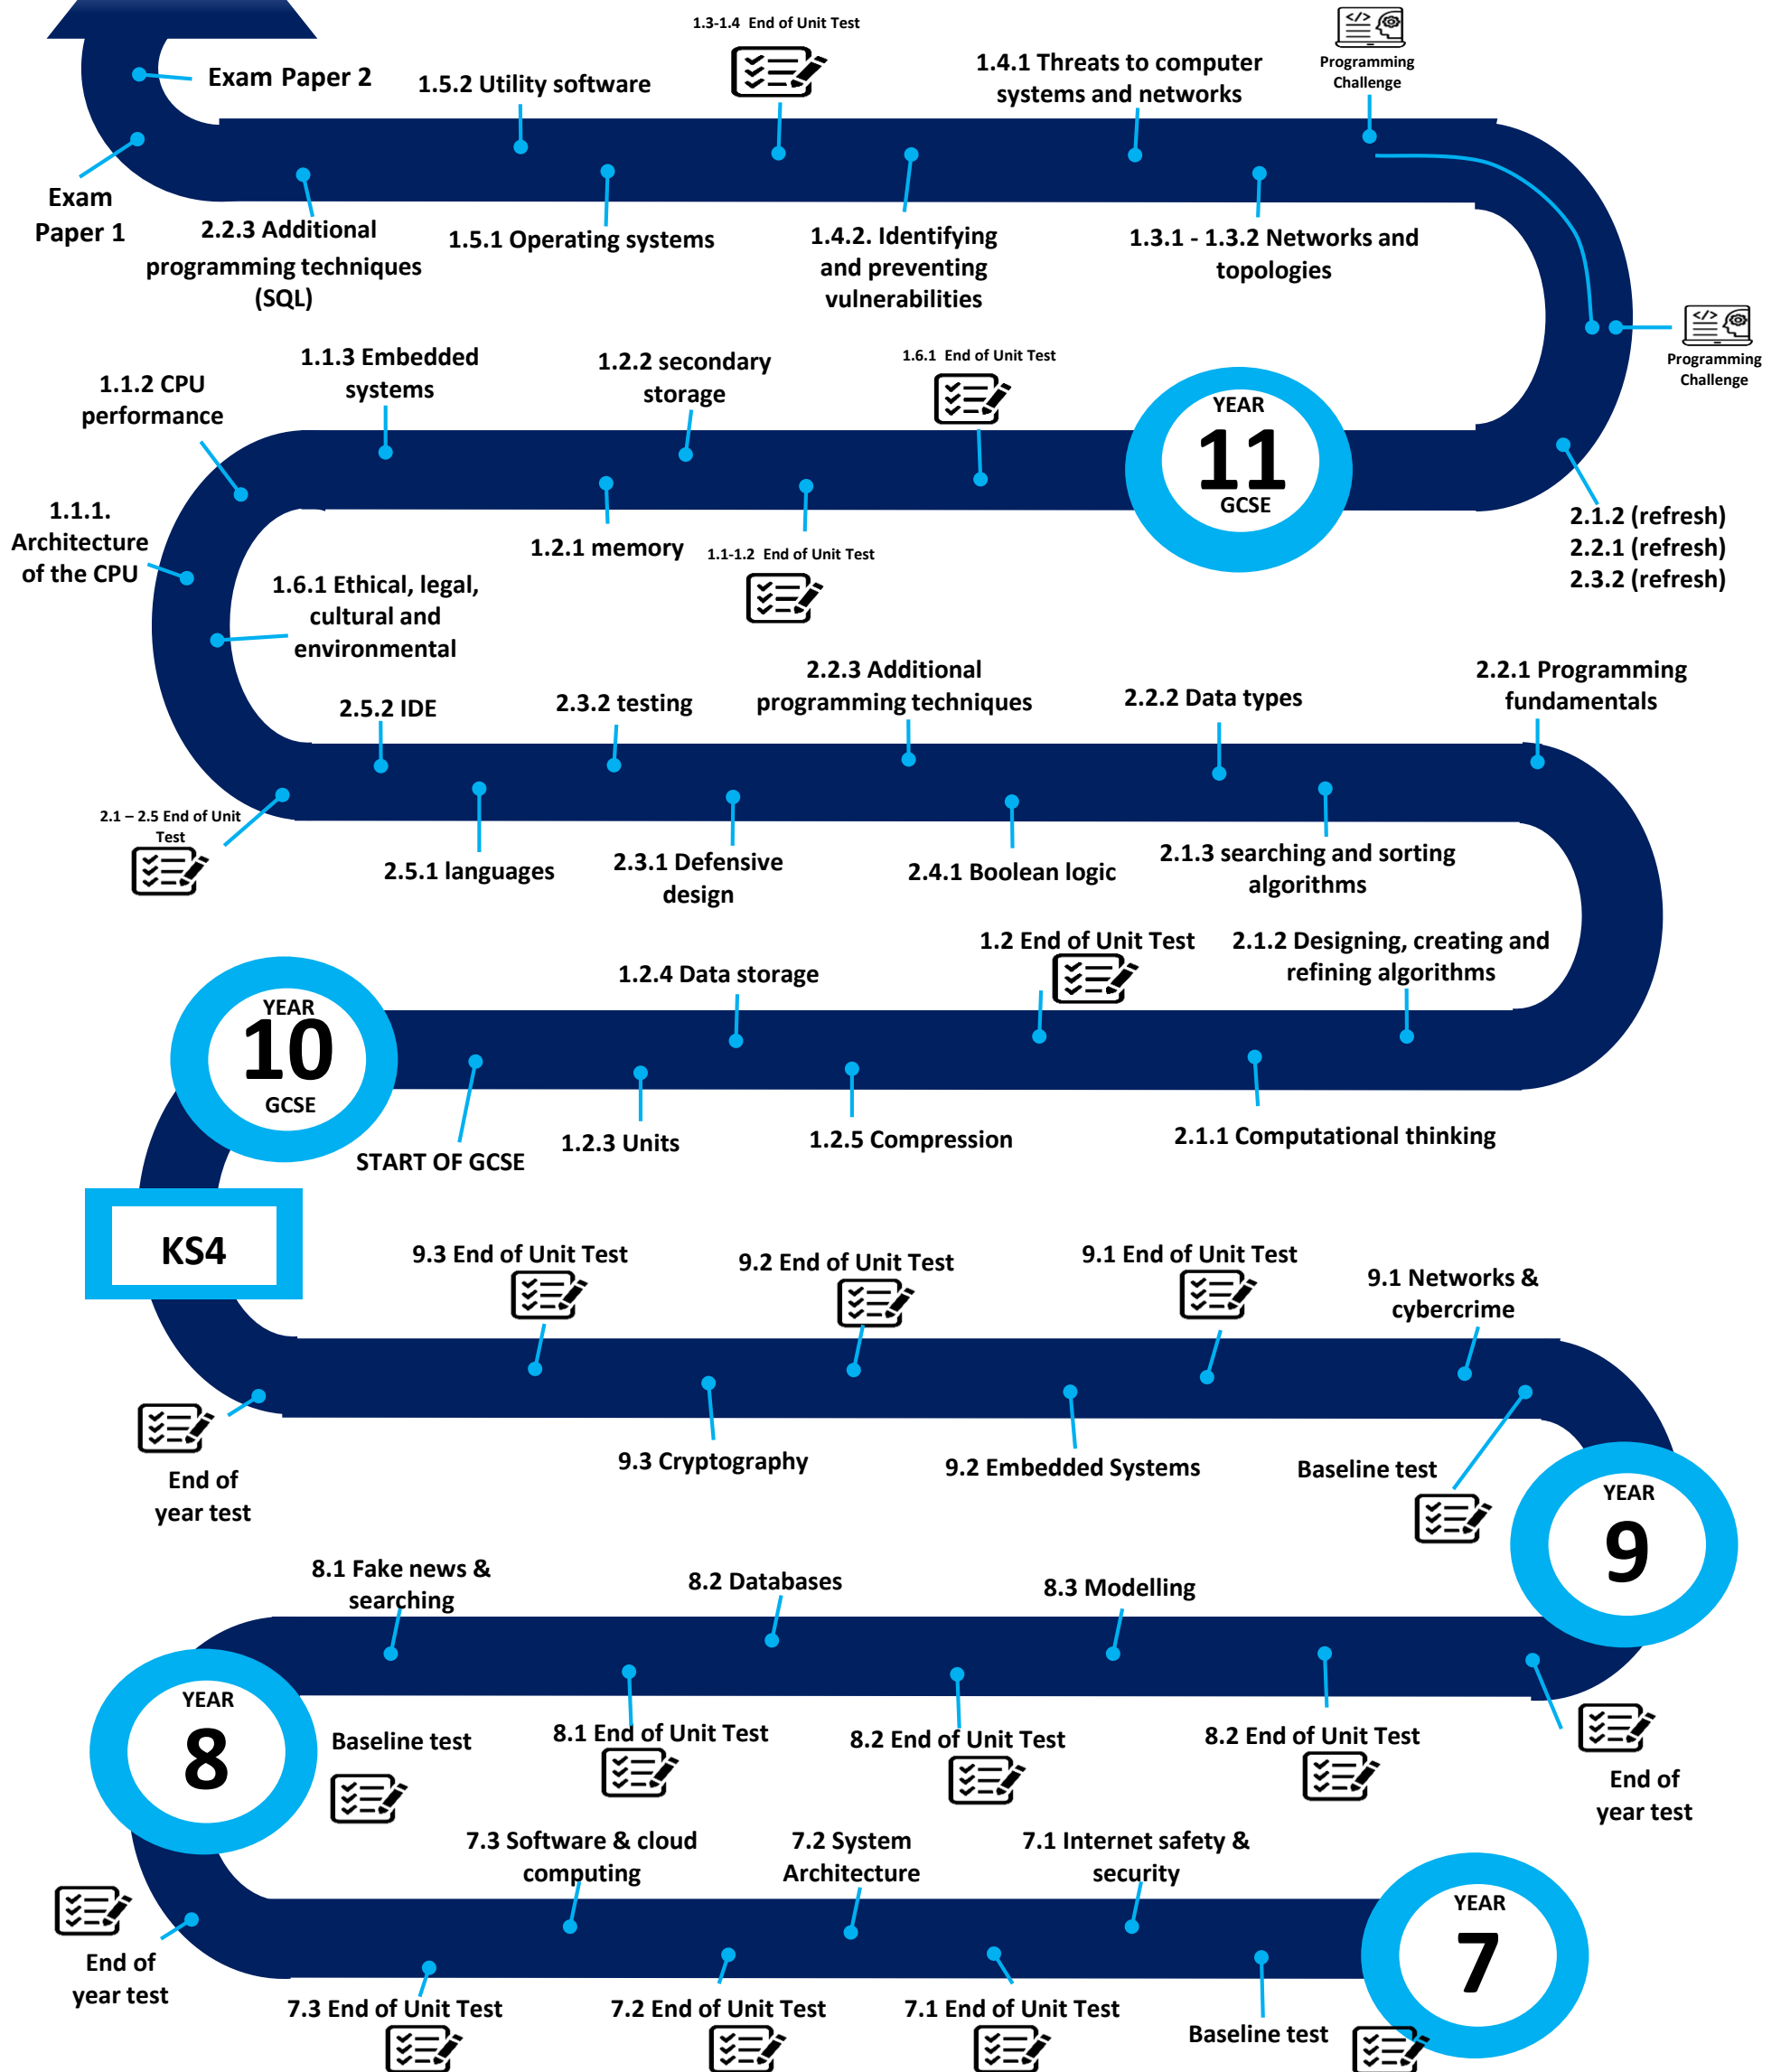 1.3-1.4 End of Unit Test
Programming
Challenge
Exam Paper 2
1.5.2 Utility software
1.4.1 Threats to computer
systems and networks
Exam
Paper 1
2.2.3 Additional
programming techniques
(SQL)
1.5.1 Operating systems
1.4.2. Identifying
and preventing
vulnerabilities
1.3.1 - 1.3.2 Networks and
topologies
Programming
Challenge
1.1.2 CPU
performance
1.1.3 Embedded
systems
1.2.2 secondary
storage
1.6.1 End of Unit Test
YEAR
11
GCSE
2.1.2 (refresh)
2.2.1 (refresh)
2.3.2 (refresh)
1.1.1.
Architecture
of the CPU
1.2.1 memory
1.1-1.2 End of Unit Test
1.6.1 Ethical, legal,
cultural and
environmental
2.5.2 IDE
2.3.2 testing
2.2.3 Additional
programming techniques
2.2.2 Data types
2.2.1 Programming
fundamentals
2.1 – 2.5 End of Unit
Test
2.5.1 languages
2.3.1 Defensive
design
2.4.1 Boolean logic
2.1.3 searching and sorting
algorithms
YEAR
10
GCSE
1.2.4 Data storage
1.2 End of Unit Test
2.1.2 Designing, creating and
refining algorithms
START OF GCSE
1.2.3 Units
1.2.5 Compression
2.1.1 Computational thinking
KS4
9.3 End of Unit Test
9.2 End of Unit Test
9.1 End of Unit Test
9.1 Networks &
cybercrime
End of
year test
9.3 Cryptography
9.2 Embedded Systems
Baseline test
YEAR
9
8.1 Fake news &
searching
8.2 Databases
8.3 Modelling
YEAR
8
Baseline test
8.1 End of Unit Test
8.2 End of Unit Test
8.2 End of Unit Test
End of
year test
7.3 Software & cloud
computing
7.2 System
Architecture
7.1 Internet safety &
security
YEAR
7
End of
year test
7.3 End of Unit Test
7.2 End of Unit Test
7.1 End of Unit Test
Baseline test